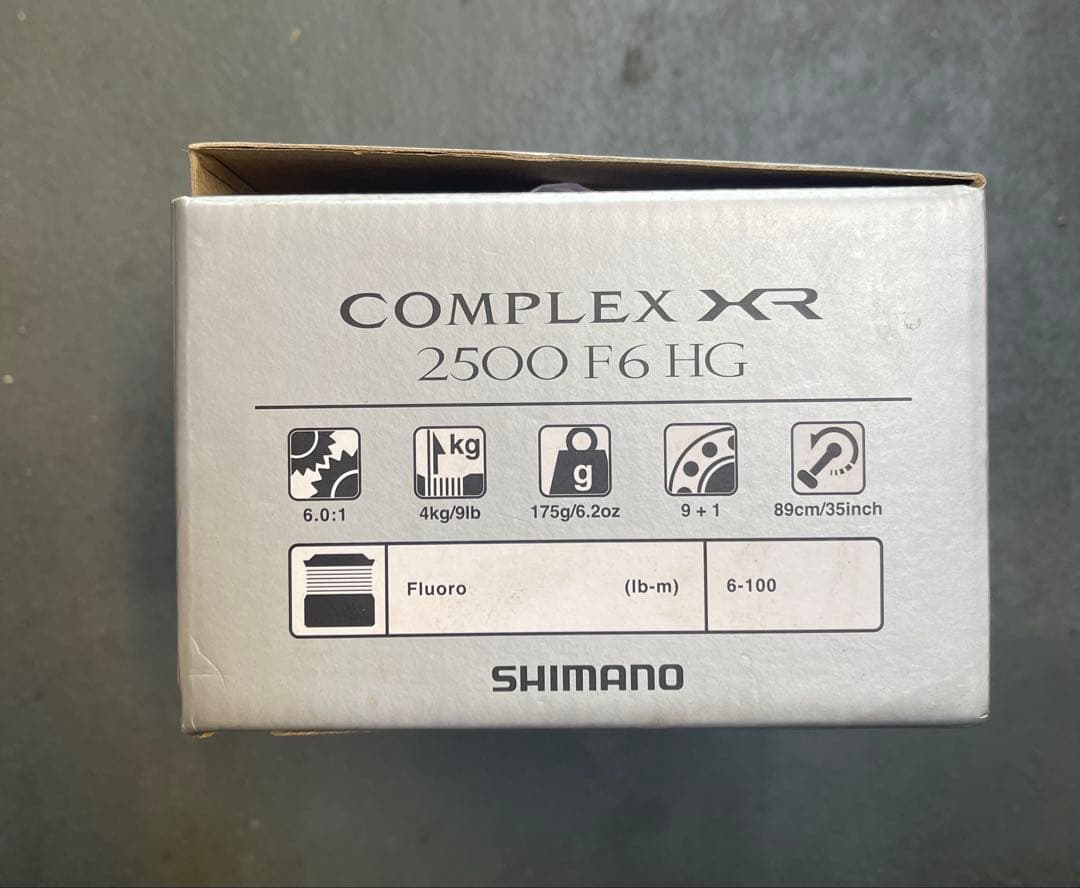 COMPLEX XR
2500 F6 HG
kg
g
6.0:1 4kg/9lb 175g/6.2oz 9+1 89cm/35inch
Fluoro (lb-m) 6-100
SHIMANO